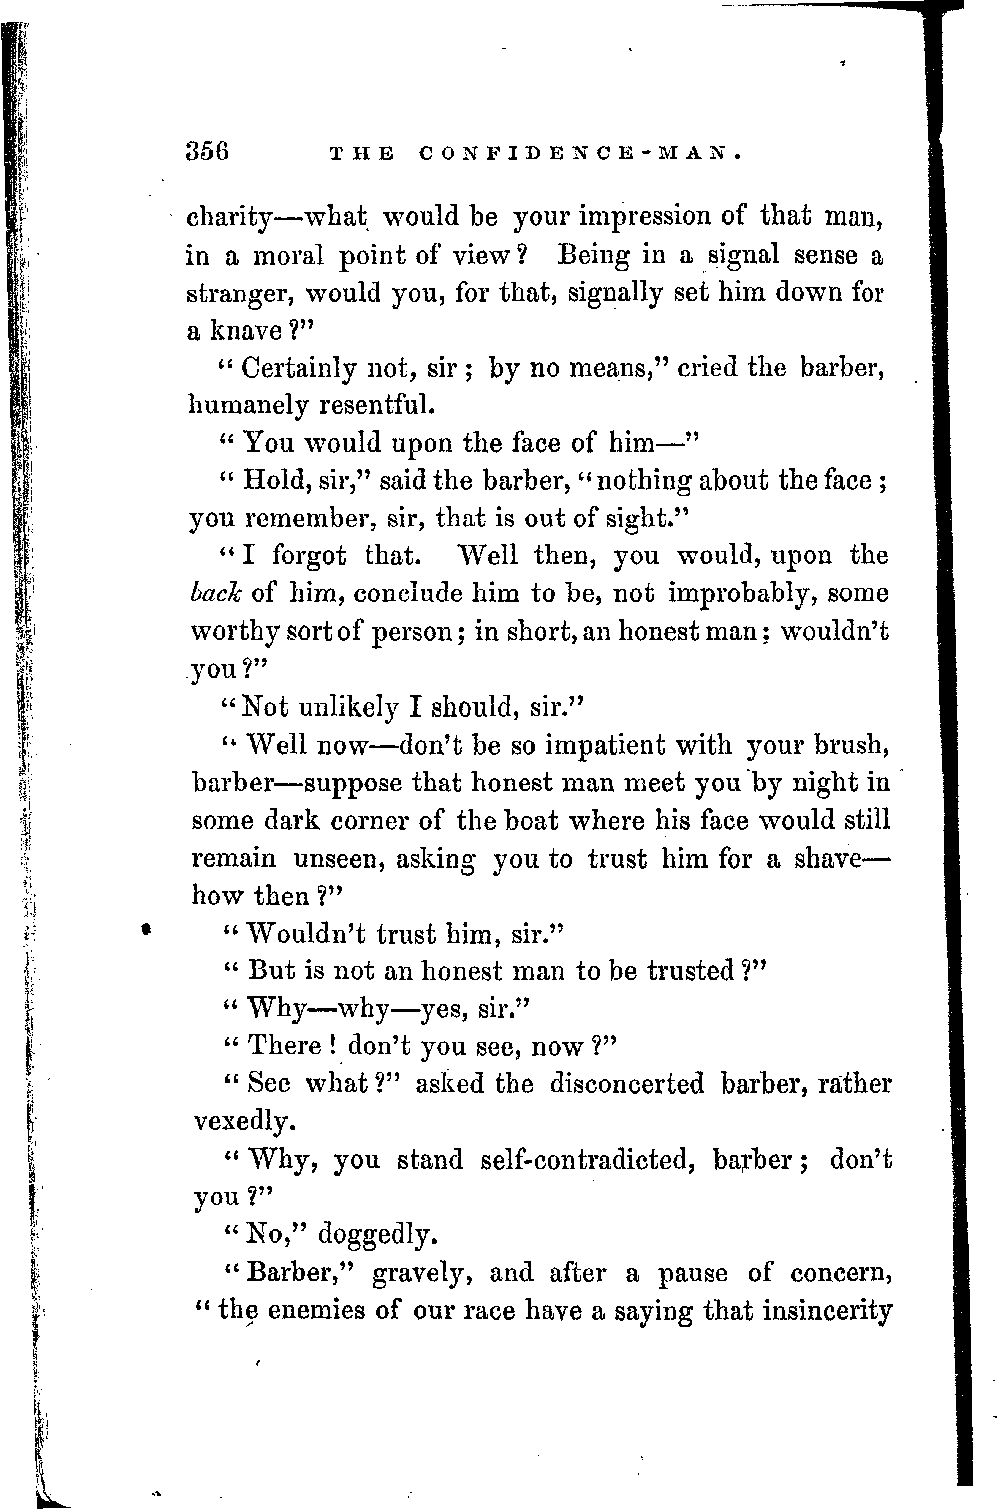 356 THE CONFIDENCE-MAN.
charity—what would be your impression of that man,
in a moral point of view? Being in a signal sense a
stranger, would you, for that, signally set him down for
a knave?"
"Certainly not, sir; by no means," cried the barber,
humanely resentful.
"You would upon the face of him—"
"Hold, sir," said the barber, "nothing about the face;
you remember, sir, that is out of sight."
"I forgot that. Well then, you would, upon the
back of him, conclude him to be, not improbably, some
worthy sort of person; in short, an honest man; wouldn't
you?"
"Not unlikely I should, sir."
"Well now—don't be so impatient with your brush,
barber—suppose that honest man meet you by night in
some dark corner of the boat where his face would still
remain unseen, asking you to trust him for a shave—
how then?"
"Wouldn't trust him, sir."
"But is not an honest man to be trusted?"
"Why—why—yes, sir."
"There! don't you see, now?"
"See what?" asked the disconcerted barber, rather
vexedly.
"Why, you stand self-contradicted, barber; don't
you?"
"No," doggedly.
"Barber," gravely, and after a pause of concern,
"the enemies of our race have a saying that insincerity